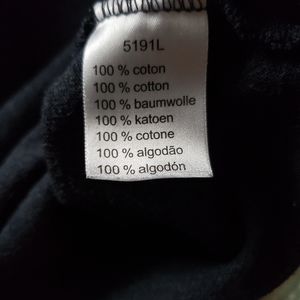 5191L
100 % coton
100 % cotton
100 % baumwolle
100 % katoen
100 % cotone
100 % algodão
100 % algodón